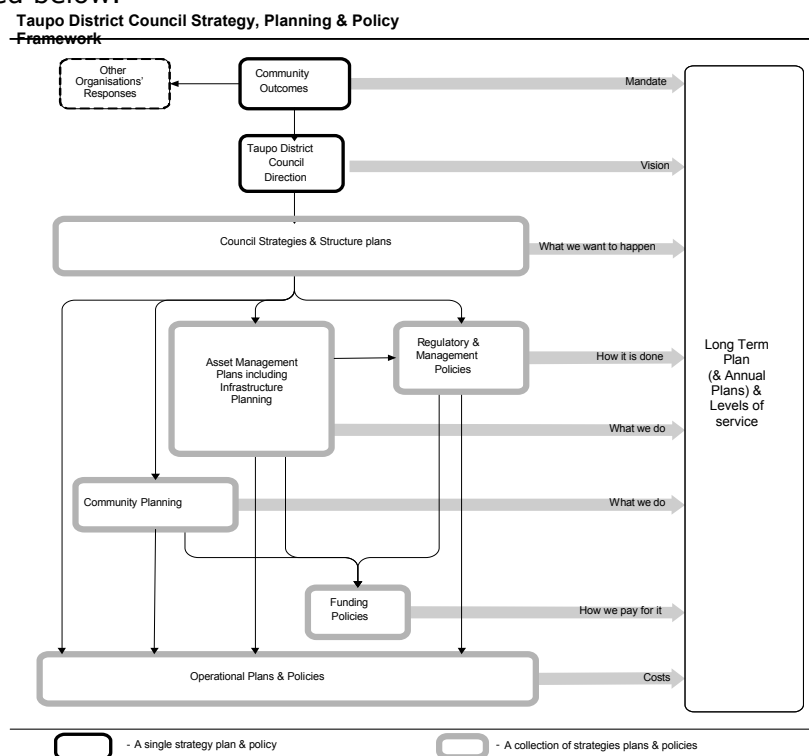 ed below.
Taupo District Council Strategy, Planning & Policy
Framework
Other
Organisations’
Responses
Community
Outcomes
Mandate
Taupo District
Council
Direction
Vision
Council Strategies & Structure plans
What we want to happen
Asset Management
Plans including
Infrastructure
Planning
Regulatory &
Management
Policies
How it is done
Long Term
Plan
(& Annual
Plans) &
Levels of
service
What we do
Community Planning
What we do
Funding
Policies
How we pay for it
Operational Plans & Policies
Costs
- A single strategy plan & policy
- A collection of strategies plans & policies